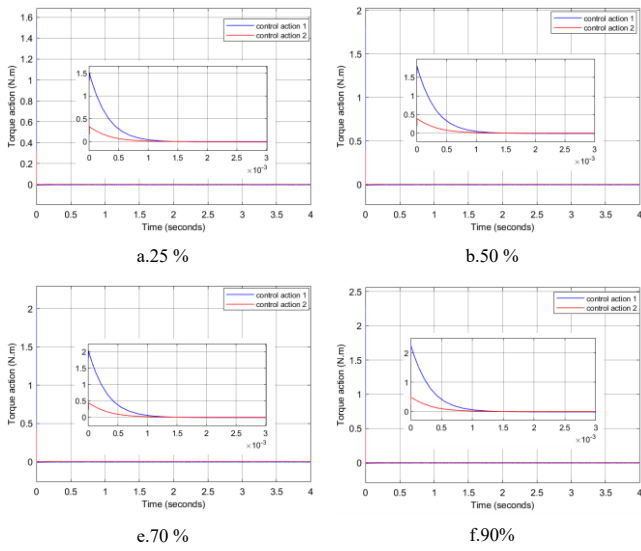 1.6
1.4
1.2
1
0.8
0.6
0.4
0.2
0
Torque action (N.m)
control action 1
control action 2
1.5
1
0.5
0
0 0.5 1 1.5 2 2.5 3
×10⁻³
0 0.5 1 1.5 2 2.5 3 3.5 4
Time (seconds)
a.25 %
2
1.5
1
0.5
0
Torque action (N.m)
control action 1
control action 2
1.5
1
0.5
0
0 0.5 1 1.5 2 2.5 3
×10⁻³
0 0.5 1 1.5 2 2.5 3 3.5 4
Time (seconds)
b.50 %
2
1.5
1
0.5
0
Torque action (N.m)
control action 1
control action 2
2
1.5
1
0.5
0
0 0.5 1 1.5 2 2.5 3
×10⁻³
0 0.5 1 1.5 2 2.5 3 3.5 4
Time (seconds)
e.70 %
2.5
2
1.5
1
0.5
0
Torque action (N.m)
control action 1
control action 2
2
1
0
0 0.5 1 1.5 2 2.5 3
×10⁻³
0 0.5 1 1.5 2 2.5 3 3.5 4
Time (seconds)
f.90%